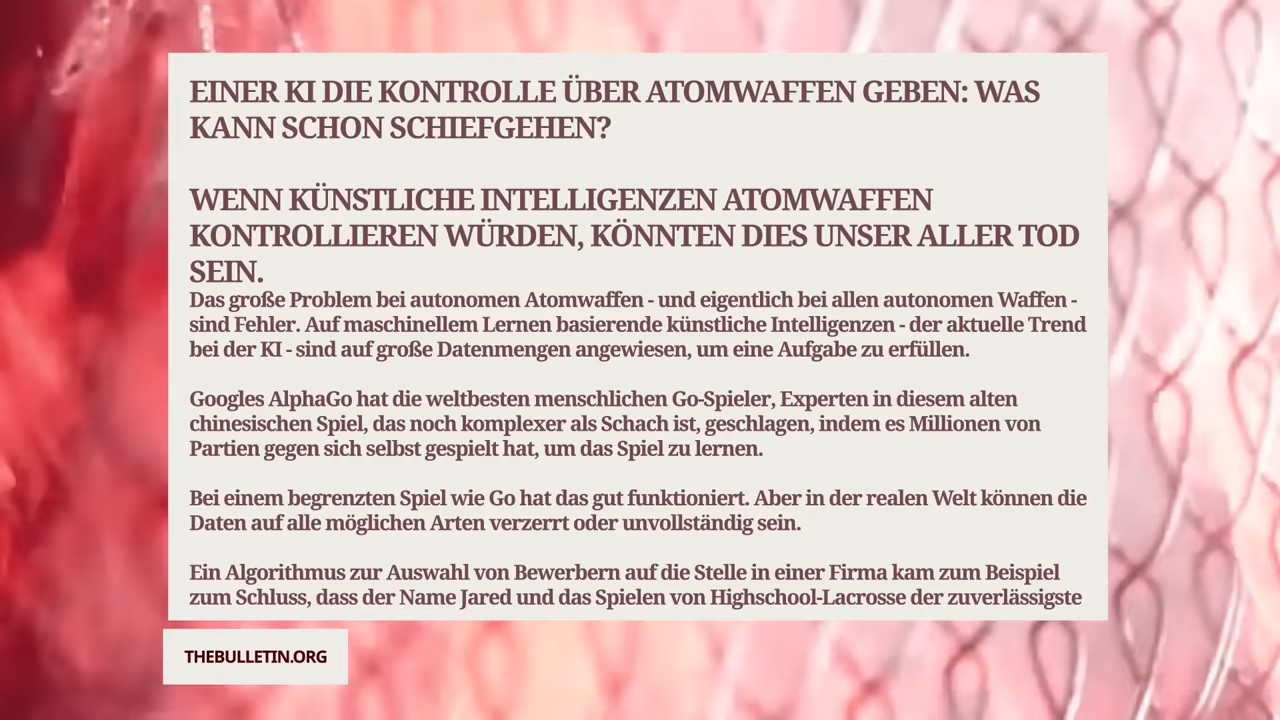 EINER KI DIE KONTROLLE ÜBER ATOMWAFFEN GEBEN: WAS
KANN SCHON SCHIEFGEHEN?
WENN KÜNSTLICHE INTELLIGENZEN ATOMWAFFEN
KONTROLLIEREN WÜRDEN, KÖNNTEN DIES UNSER ALLER TOD
SEIN.
Das große Problem bei autonomen Atomwaffen - und eigentlich bei allen autonomen Waffen -
sind Fehler. Auf maschinellem Lernen basierende künstliche Intelligenzen - der aktuelle Trend
bei der KI - sind auf große Datenmengen angewiesen, um eine Aufgabe zu erfüllen.
Googles AlphaGo hat die weltbesten menschlichen Go-Spieler, Experten in diesem alten
chinesischen Spiel, das noch komplexer als Schach ist, geschlagen, indem es Millionen von
Partien gegen sich selbst gespielt hat, um das Spiel zu lernen.
Bei einem begrenzten Spiel wie Go hat das gut funktioniert. Aber in der realen Welt können die
Daten auf alle möglichen Arten verzerrt oder unvollständig sein.
Ein Algorithmus zur Auswahl von Bewerbern auf die Stelle in einer Firma kam zum Beispiel
zum Schluss, dass der Name Jared und das Spielen von Highschool-Lacrosse der zuverlässigste
THEBULLETIN.ORG